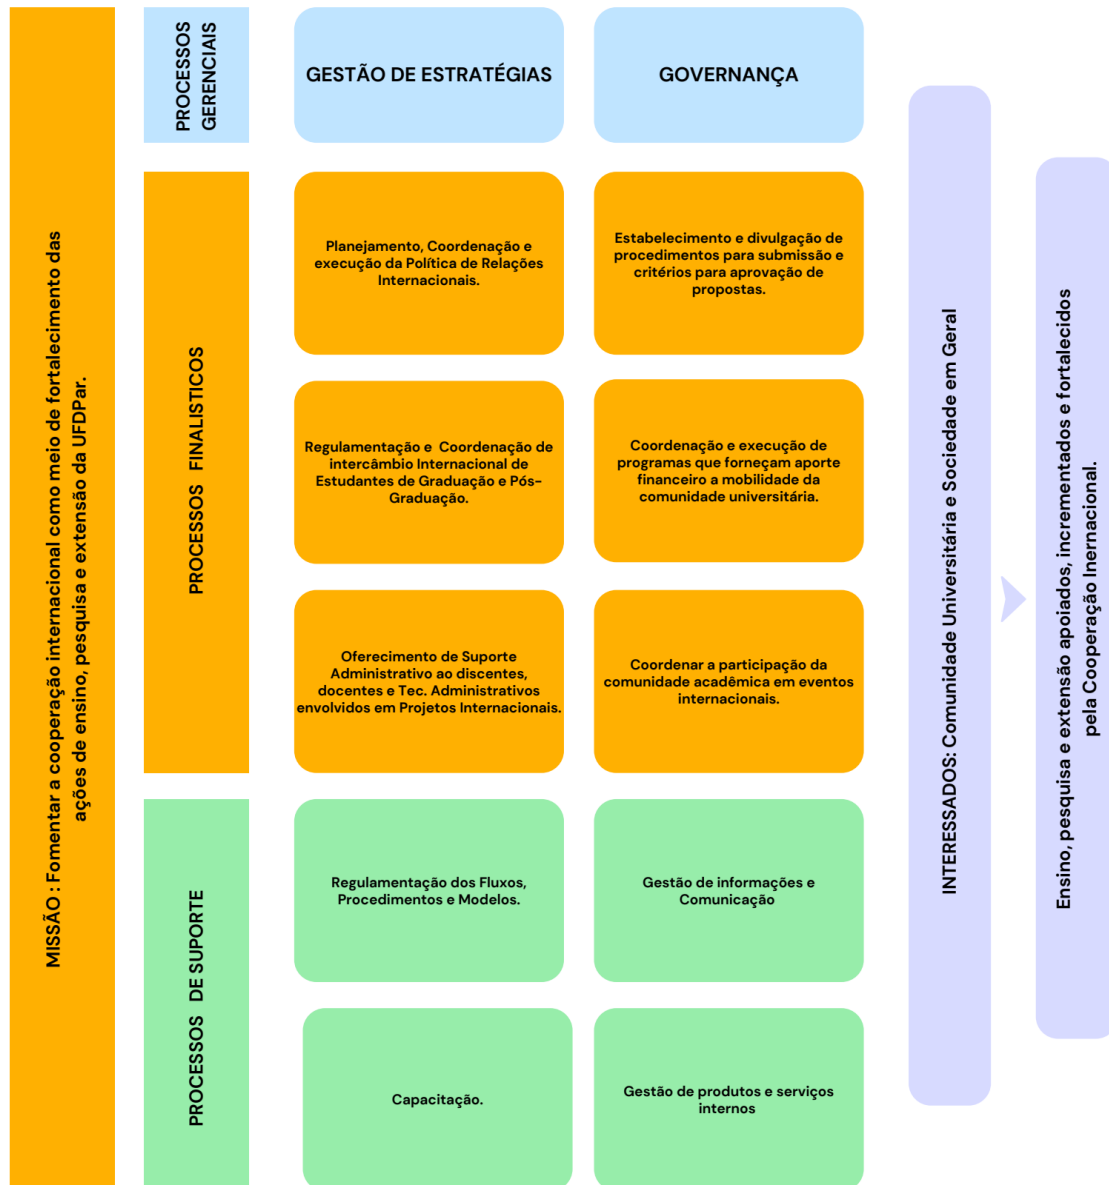 MISSÃO : Fomentar a cooperação internacional como meio de fortalecimento das
ações de ensino, pesquisa e extensão da UFDPar.
PROCESSOS
GERENCIAIS
GESTÃO DE ESTRATÉGIAS
GOVERNANÇA
PROCESSOS FINALISTICOS
Planejamento, Coordenação e
execução da Política de Relações
Internacionais.
Estabelecimento e divulgação de
procedimentos para submissão e
critérios para aprovação de
propostas.
Regulamentação e Coordenação de
intercâmbio Internacional de
Estudantes de Graduação e Pós-
Graduação.
Coordenação e execução de
programas que forneçam aporte
financeiro a mobilidade da
comunidade universitária.
Oferecimento de Suporte
Administrativo ao discentes,
docentes e Tec. Administrativos
envolvidos em Projetos Internacionais.
Coordenar a participação da
comunidade acadêmica em eventos
internacionais.
PROCESSOS DE SUPORTE
Regulamentação dos Fluxos,
Procedimentos e Modelos.
Gestão de informações e
Comunicação
Capacitação.
Gestão de produtos e serviços
internos
INTERESSADOS: Comunidade Universitária e Sociedade em Geral
Ensino, pesquisa e extensão apoiados, incrementados e fortalecidos
pela Cooperação Inernacional.